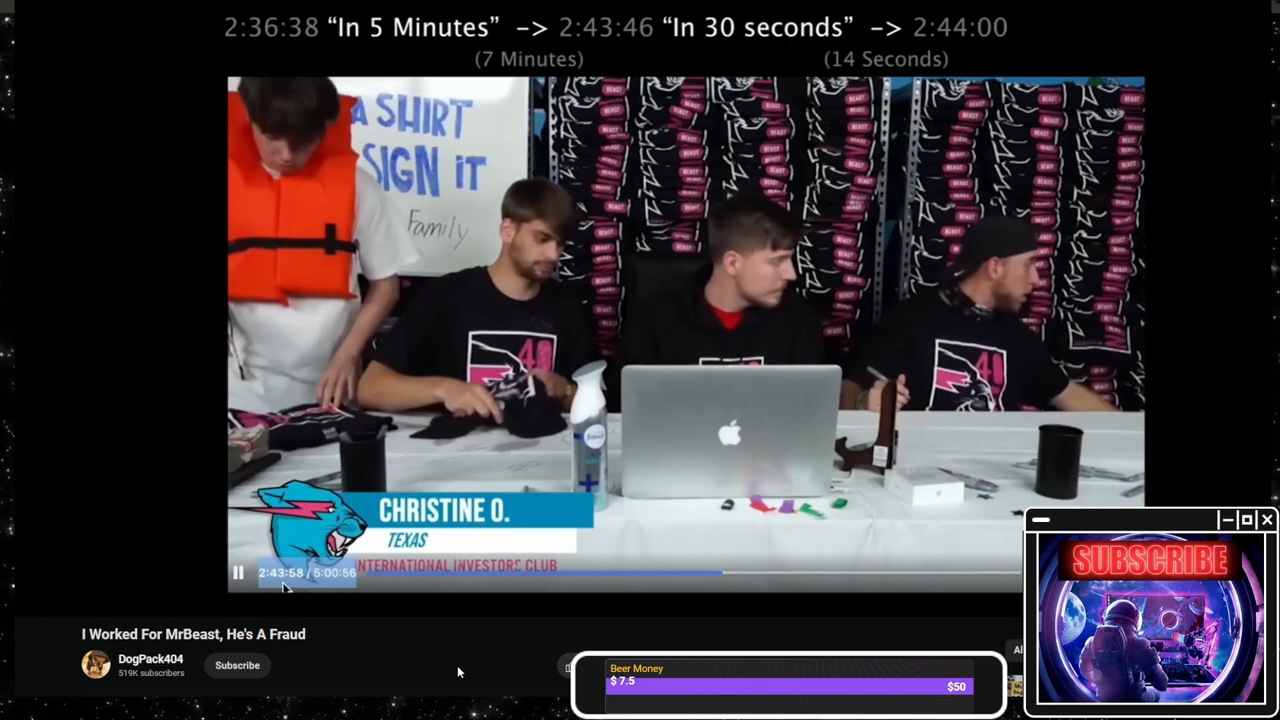 2:36:38 “In 5 Minutes” –> 2:43:46 “In 30 seconds” –> 2:44:00
(7 Minutes) (14 Seconds)
A SHIRT
SIGN iT
Family
CHRISTINE O.
TEXAS
NTERNATIONAL INVESTORS CLUB
2:43:58 / 5:00:56
SUBSCRIBE
I Worked For MrBeast, He's A Fraud
DogPack404
519K subscribers
Subscribe
Al
Beer Money
$ 7.5
$50